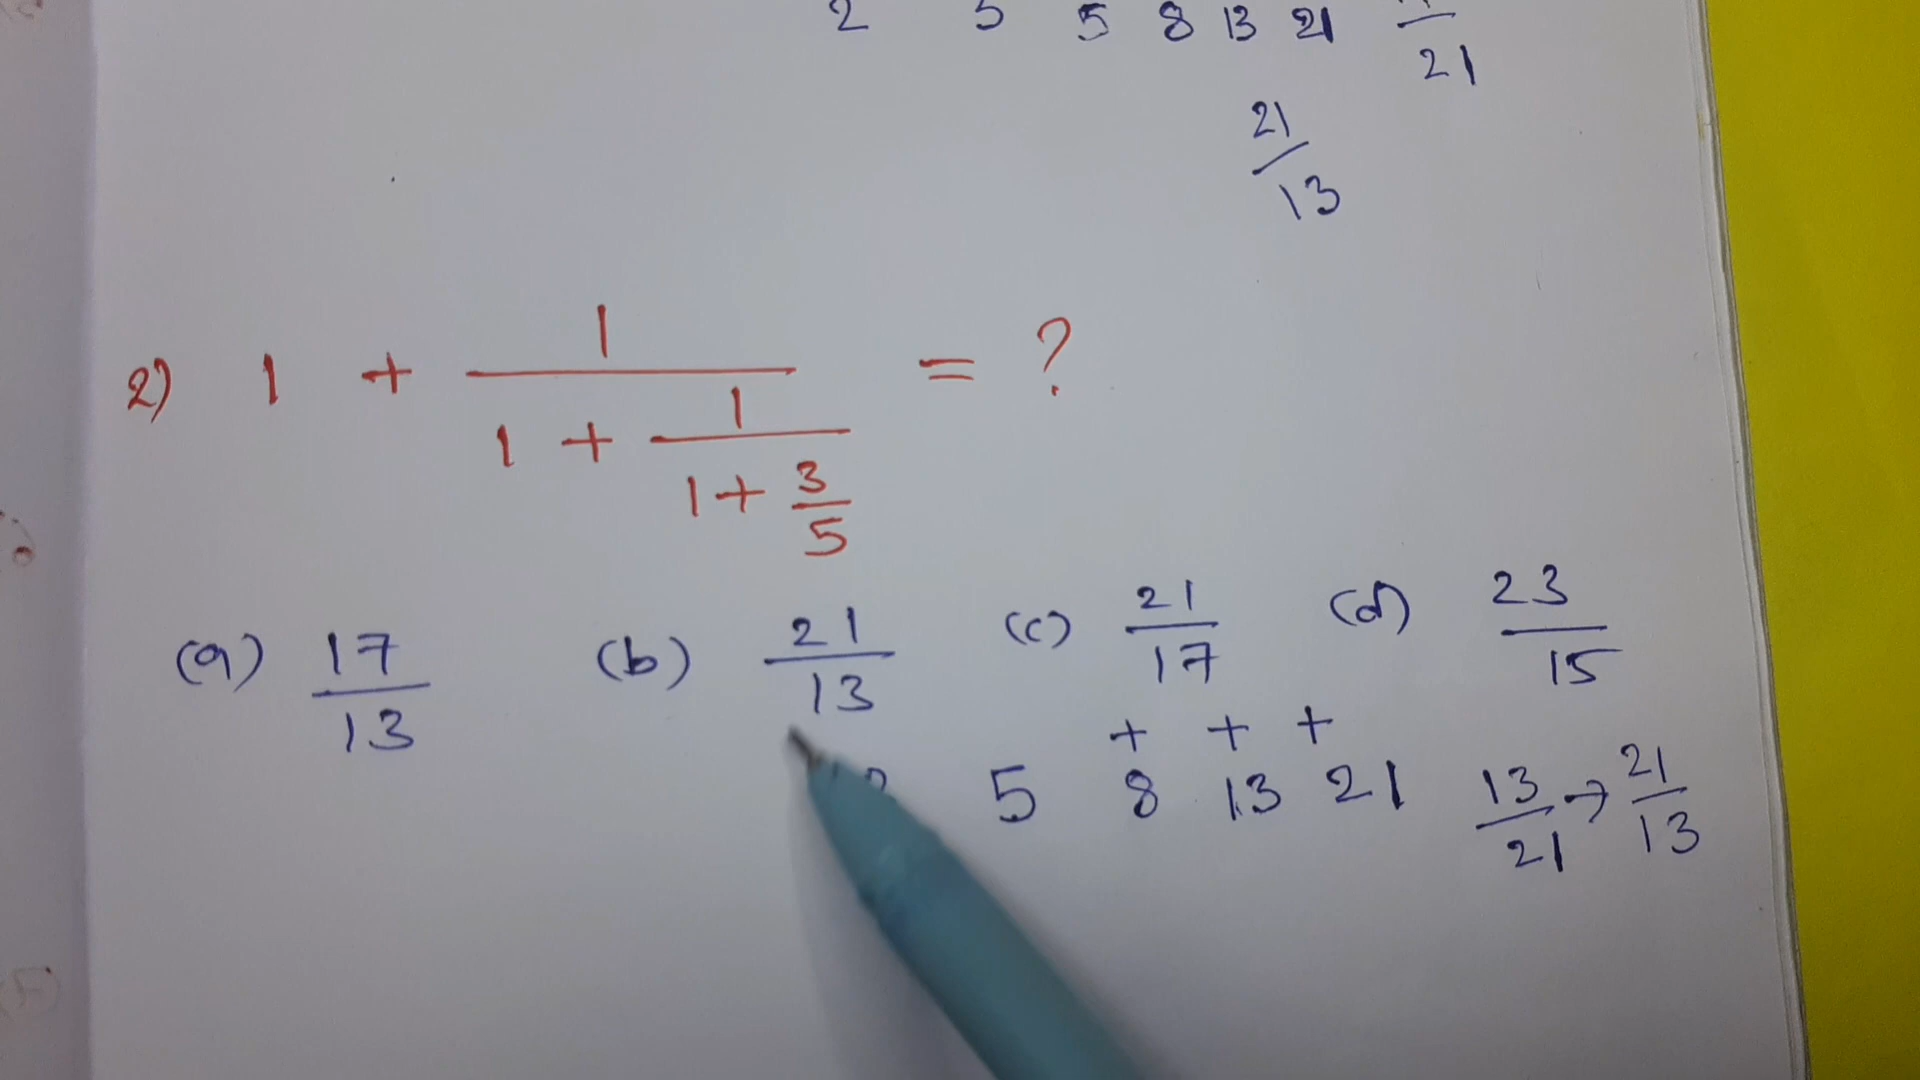 2 5 8 13 21
21
21
13
2) 1 + 1 = ?
1 + 1
1 + 3
5
(a) 17/13 (b) 21/13 (c) 21/17 (d) 23/15
+ + +
5 8 13 21 13/21 → 21/13